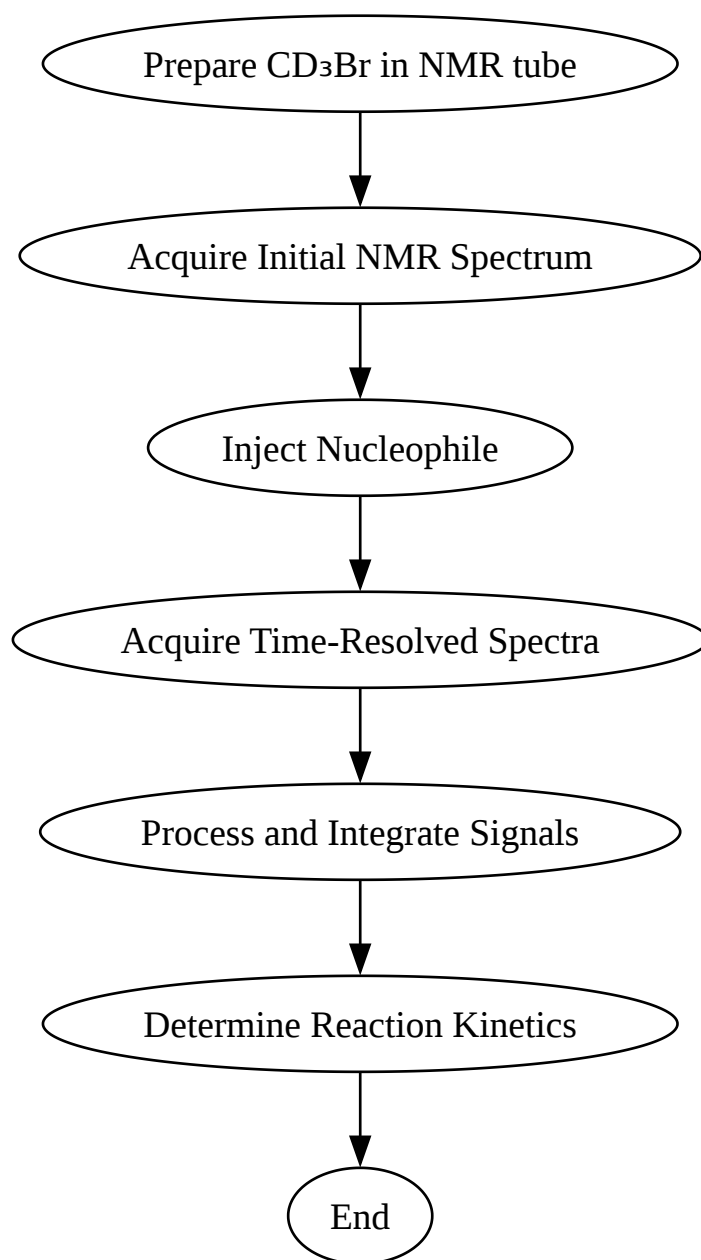 Prepare CD₃Br in NMR tube
Acquire Initial NMR Spectrum
Inject Nucleophile
Acquire Time-Resolved Spectra
Process and Integrate Signals
Determine Reaction Kinetics
End